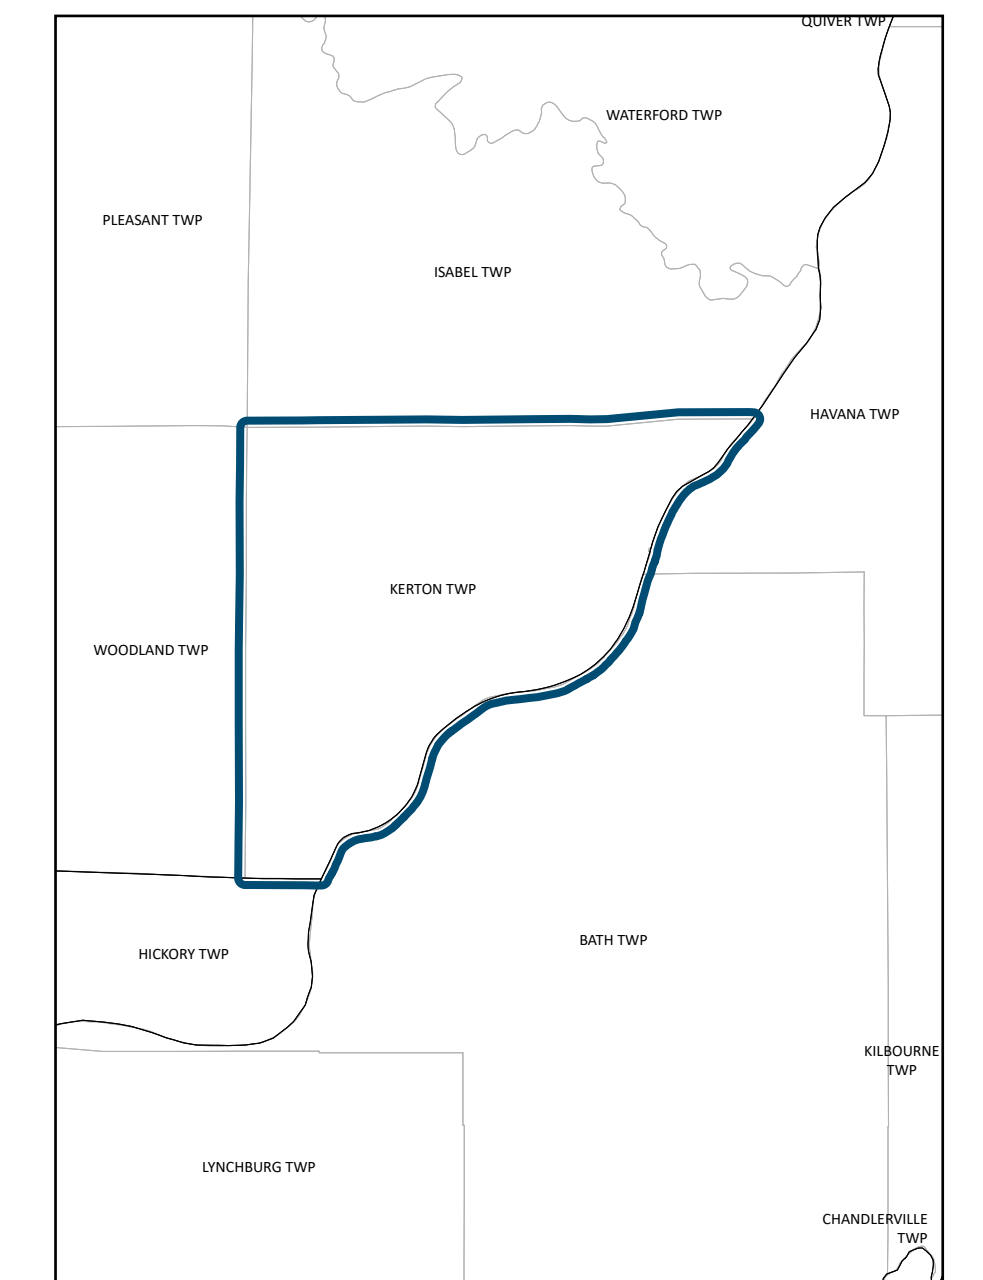 QUIVER TWP
WATERFORD TWP
PLEASANT TWP
ISABEL TWP
HAVANA TWP
KERTON TWP
WOODLAND TWP
BATH TWP
HICKORY TWP
KILBOURNE
TWP
LYNCHBURG TWP
CHANDLERVILLE
TWP